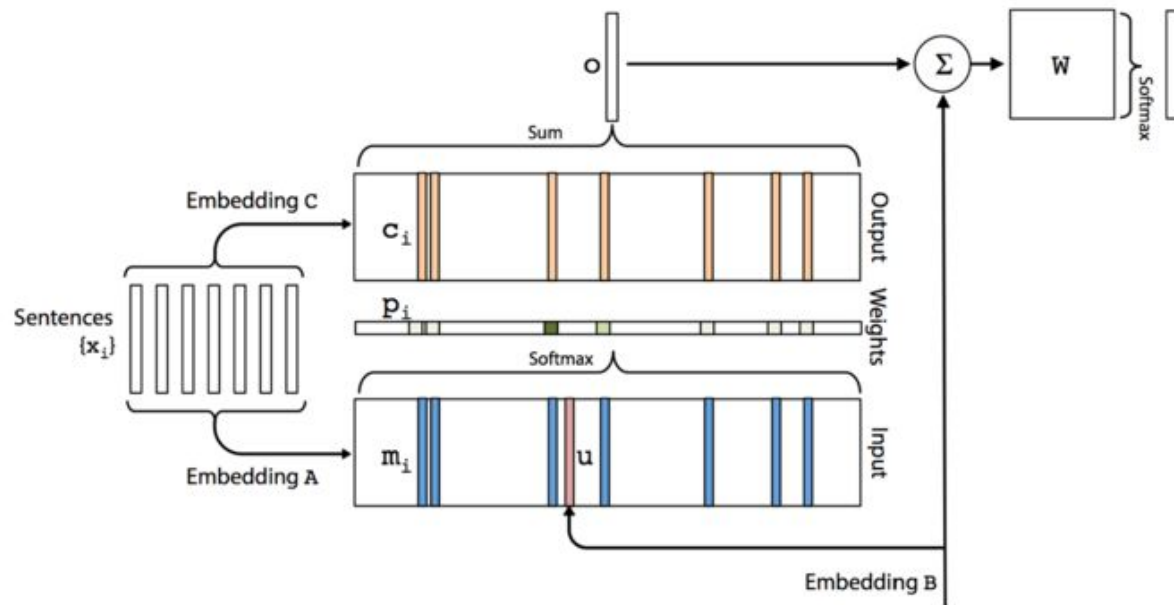 o
Σ
W
Softmax
Sum
Embedding C
c_i
Output
Sentences
{x_i}
p_i
Weights
Softmax
m_i
u
Input
Embedding A
Embedding B